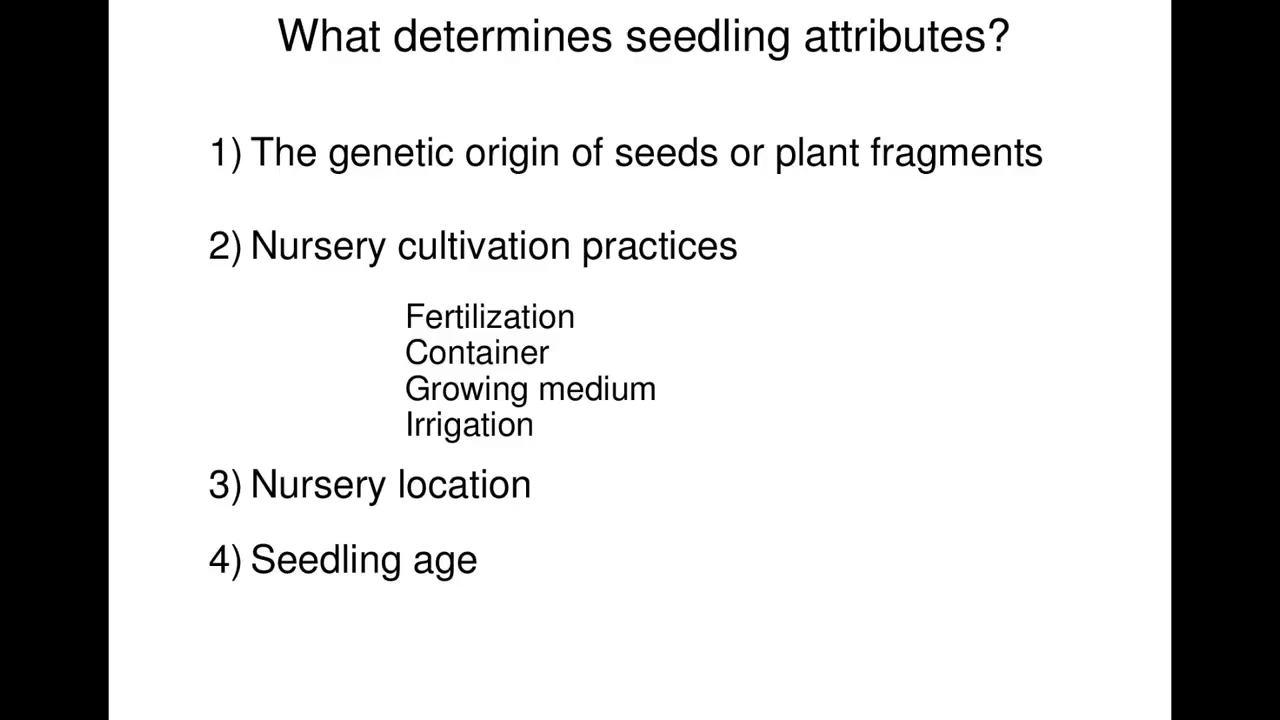 What determines seedling attributes?
1) The genetic origin of seeds or plant fragments
2) Nursery cultivation practices
Fertilization
Container
Growing medium
Irrigation
3) Nursery location
4) Seedling age